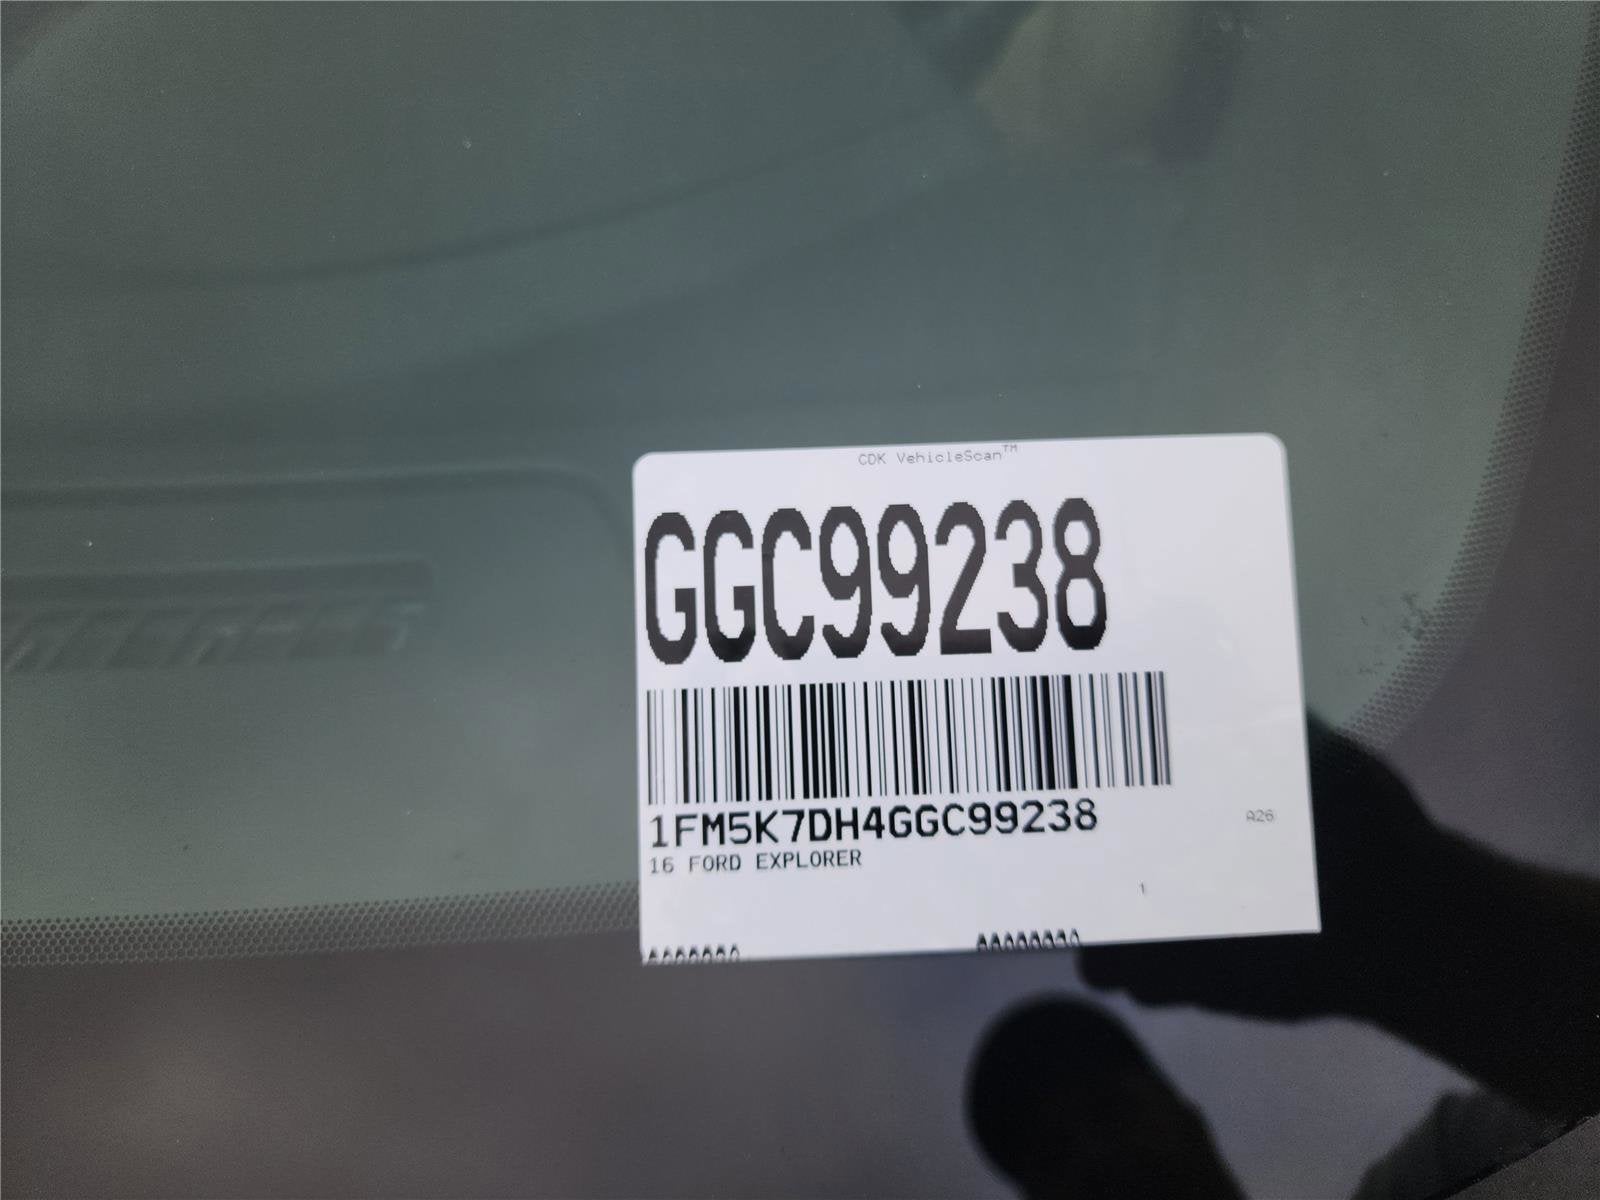 CDK VehicleScan™
GGC99238
1FM5K7DH4GGC99238
A26
16 FORD EXPLORER
1